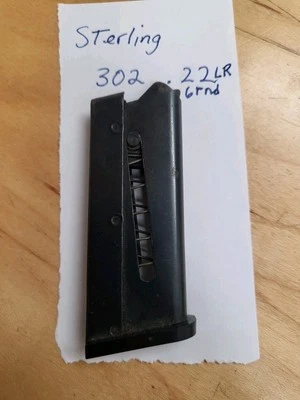 Sterling
302 .22LR
6rnd